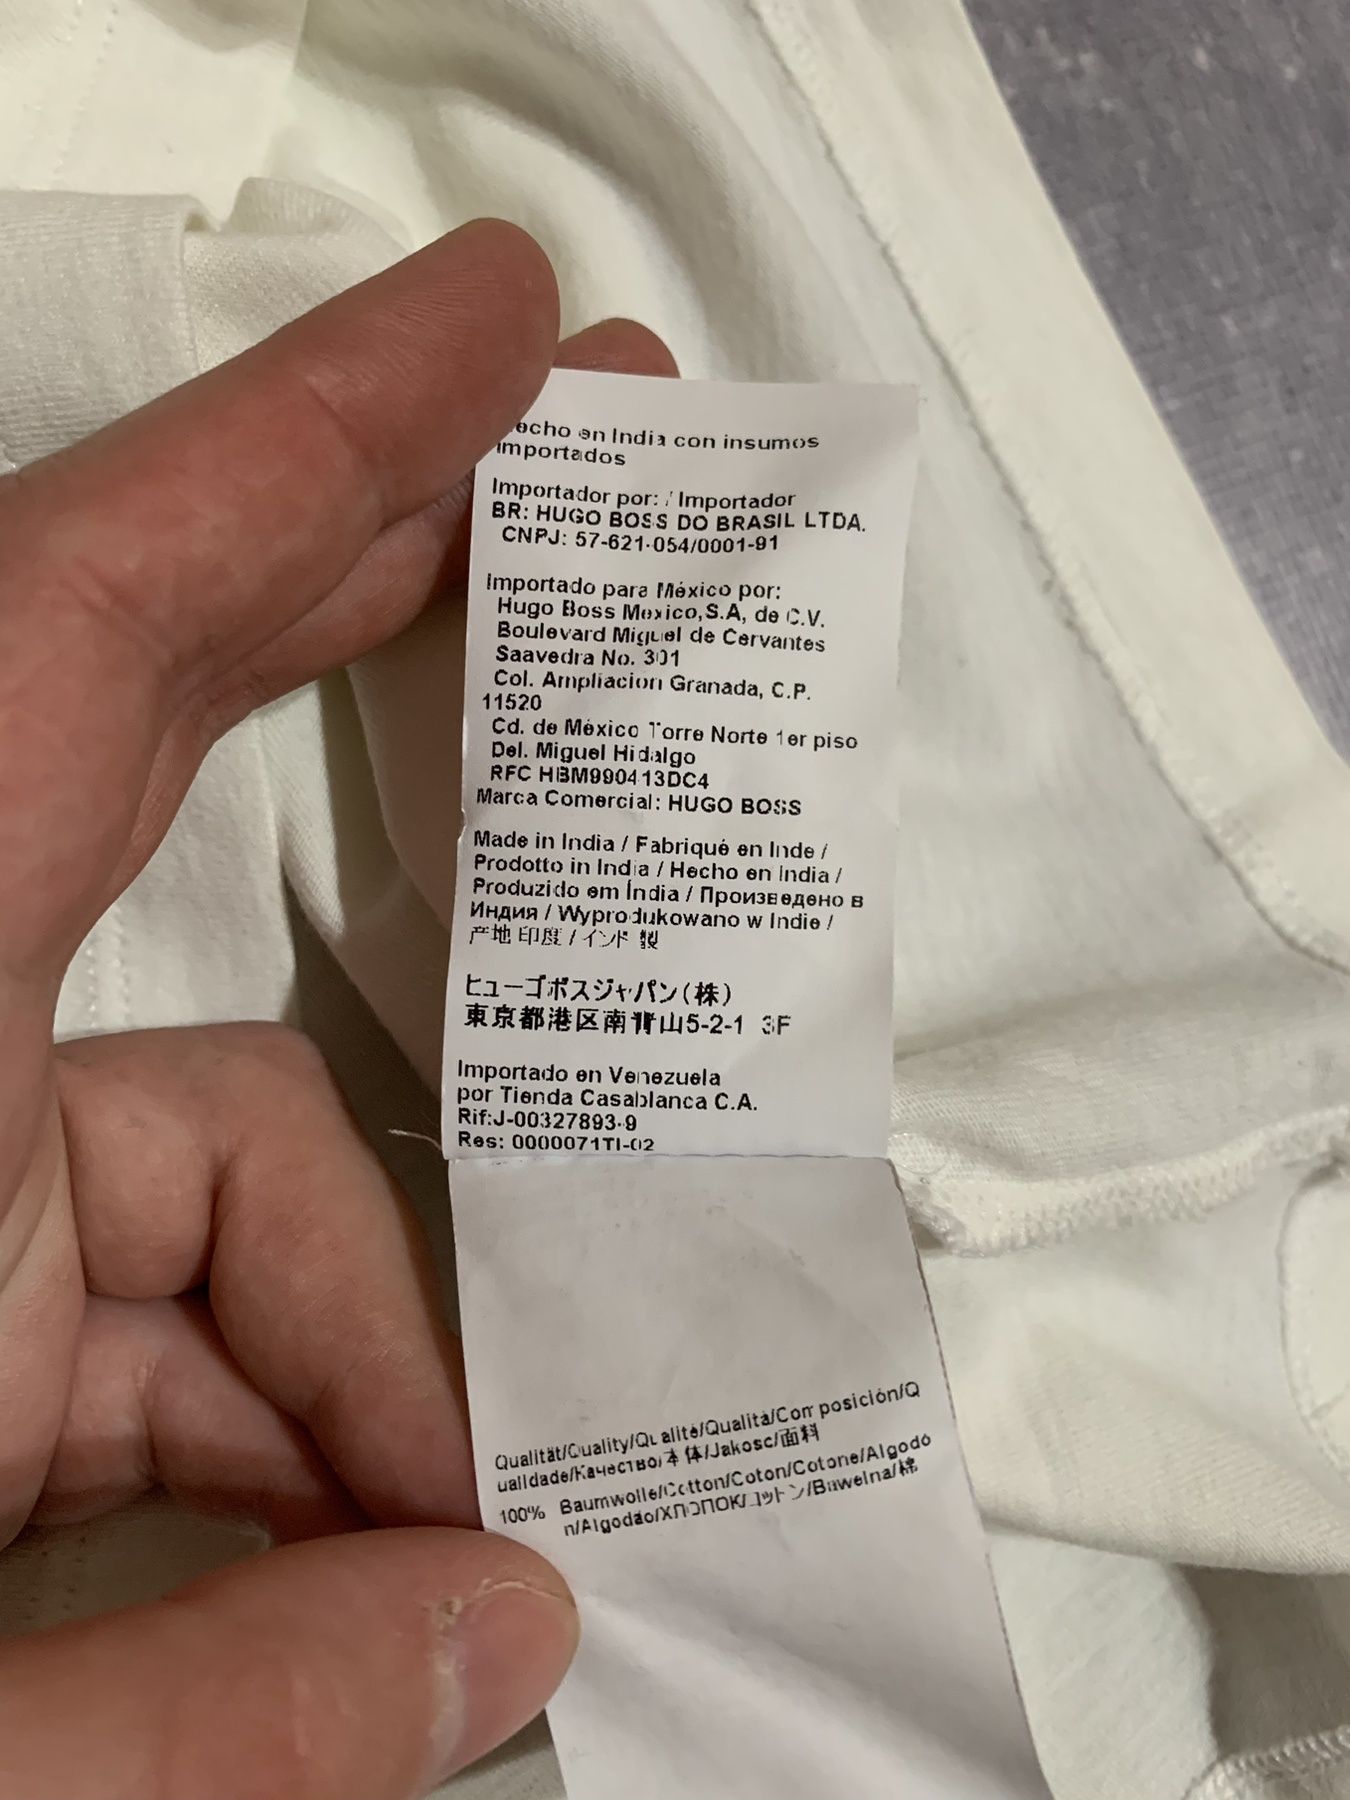 echo en India con insumos
importados
Importador por: / Importador
BR: HUGO BOSS DO BRASIL LTDA.
CNPJ: 57-621-054/0001-91
Importado para México por:
Hugo Boss Mexico,S.A, de C.V.
Boulevard Miguel de Cervantes
Saavedra No. 301
Col. Ampliacion Granada, C.P.
11520
Cd. de México Torre Norte 1er piso
Del. Miguel Hidalgo
RFC HBM990413DC4
Marca Comercial: HUGO BOSS
Made in India / Fabriqué en Inde /
Prodotto in India / Hecho en India /
Produzido em Índia / Произведено в
Индия / Wyprodukowano w Indie /
产地 印度 / インド 製
ヒューゴボスジャパン(株)
東京都港区南青山5-2-1 3F
Importado en Venezuela
por Tienda Casablanca C.A.
Rif:J-00327893-9
Res: 0000071TI-02
Qualität/Quality/Qualité/Qualitá/Composición/Q
ualidade/Качество/本体/Jakosc/面料
100% Baumwolle/Cotton/Coton/Cotone/Algodó
n/Algodão/ХЛОПОК/コットン/Bawelna/棉